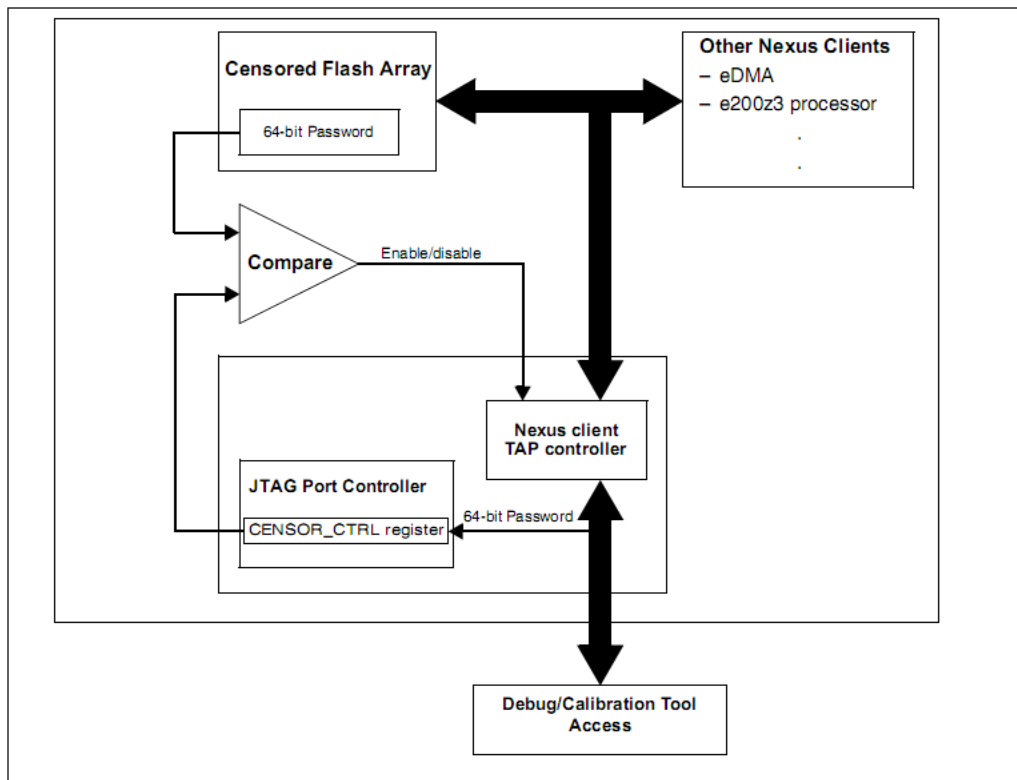 Censored Flash Array
64-bit Password
Other Nexus Clients
– eDMA
– e200z3 processor
.
.
Compare
Enable/disable
Nexus client
TAP controller
JTAG Port Controller
CENSOR_CTRL register
64-bit Password
Debug/Calibration Tool
Access